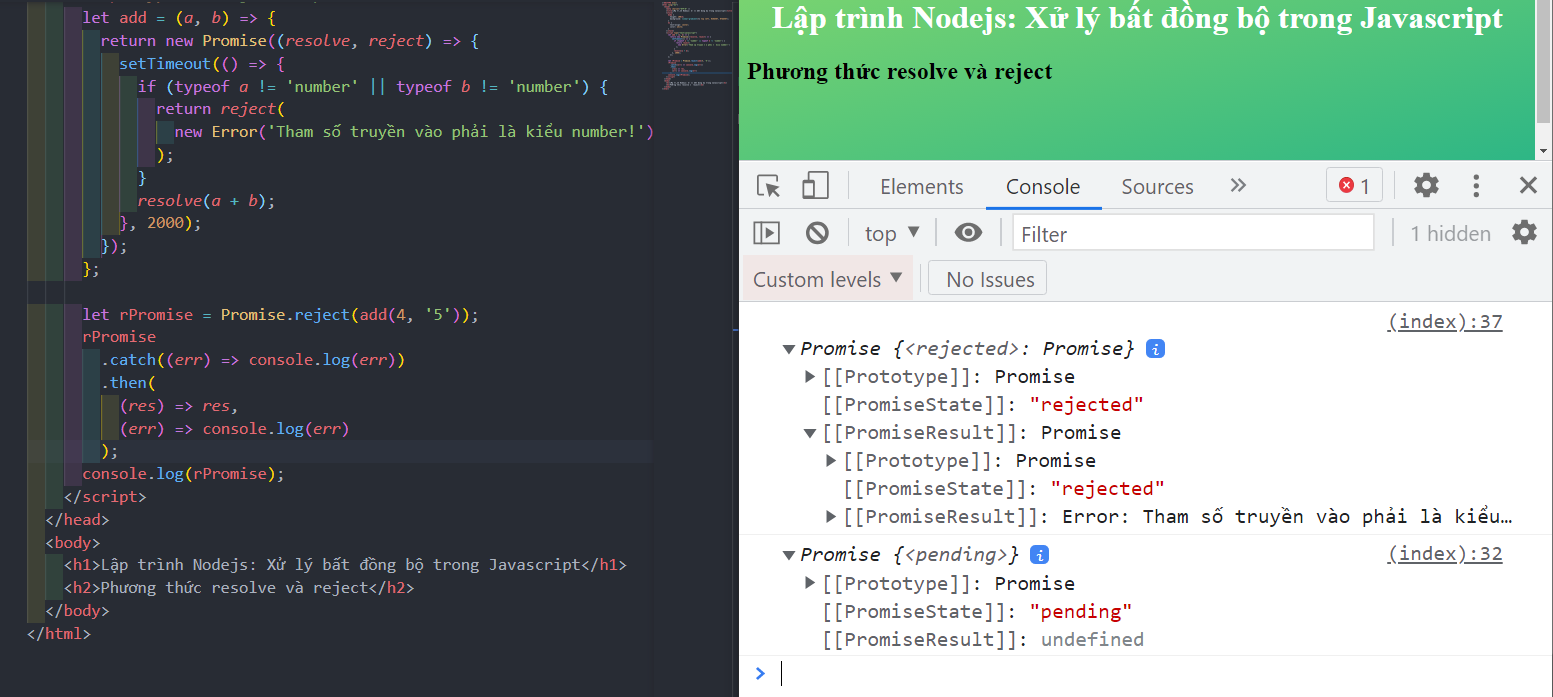 let add = (a, b) => {
return new Promise((resolve, reject) => {
setTimeout(() => {
if (typeof a != 'number' || typeof b != 'number') {
return reject(
new Error('Tham số truyền vào phải là kiểu number!')
);
}
resolve(a + b);
}, 2000);
});
};
let rPromise = Promise.reject(add(4, '5'));
rPromise
.catch((err) => console.log(err))
.then(
(res) => res,
(err) => console.log(err)
);
console.log(rPromise);
</script>
</head>
<body>
<h1>Lập trình Nodejs: Xử lý bất đồng bộ trong Javascript</h1>
<h2>Phương thức resolve và reject</h2>
</body>
</html>
Lập trình Nodejs: Xử lý bất đồng bộ trong Javascript
Phương thức resolve và reject
Elements Console Sources 1
top Filter 1 hidden
Custom levels No Issues
(index):37
Promise {<rejected>: Promise}
[[Prototype]]: Promise
[[PromiseState]]: "rejected"
[[PromiseResult]]: Promise
[[Prototype]]: Promise
[[PromiseState]]: "rejected"
[[PromiseResult]]: Error: Tham số truyền vào phải là kiểu…
Promise {<pending>} (index):32
[[Prototype]]: Promise
[[PromiseState]]: "pending"
[[PromiseResult]]: undefined